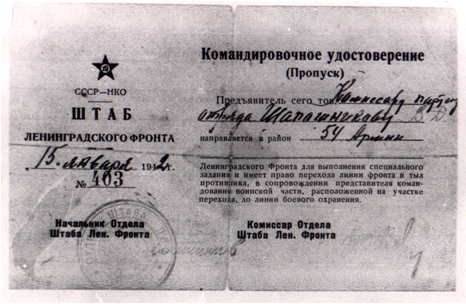 СССР—НКО
ШТАБ
ЛЕНИНГРАДСКОГО ФРОНТА
15. января 1942 г.
№ 403
Начальник Отдела
Штаба Лен. Фронта
Командировочное удостоверение
(Пропуск)
Предъявитель сего тов. Комиссару
отряда Шапашникову Д. Д.
направляется в район 54 Армии
Ленинградского Фронта для выполнения специального
задания и имеет право перехода линии фронта в тыл
противника, в сопровождении представителя коман-
дования воинской части, расположенной на участке
перехода, до линии боевого охранения.
Комиссар Отдела
Штаба Лен. Фронта